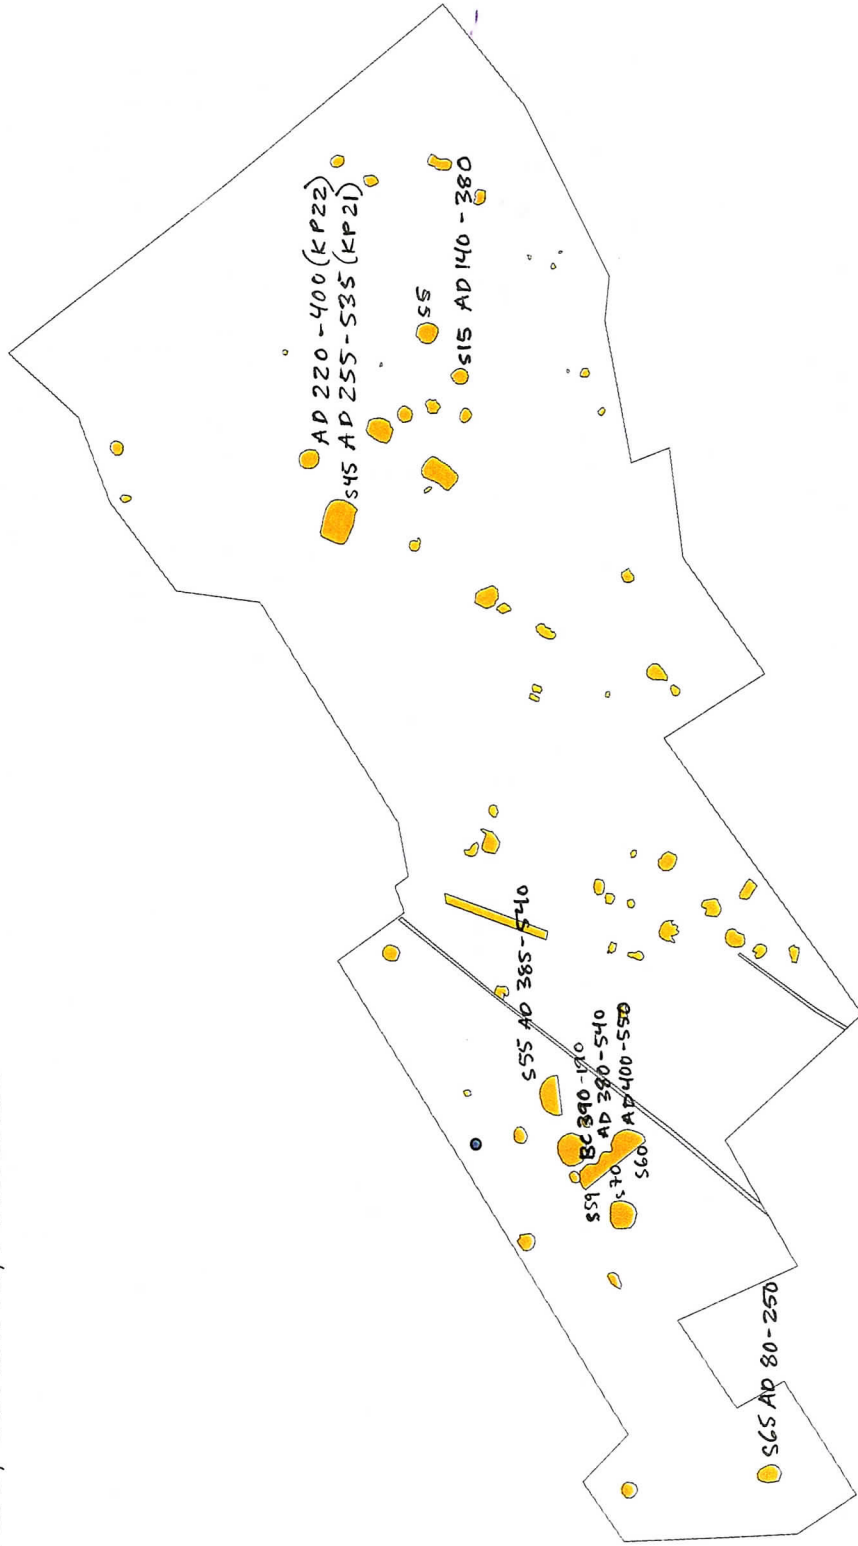 AD 220-400 (KP22)
s45 AD 255-535 (KP21)
s5
s15 AD 140-380
s55 AD 385-540
s59 BC 390-190
s70 AD 380-540
s60 AD 400-550
s65 AD 80-250